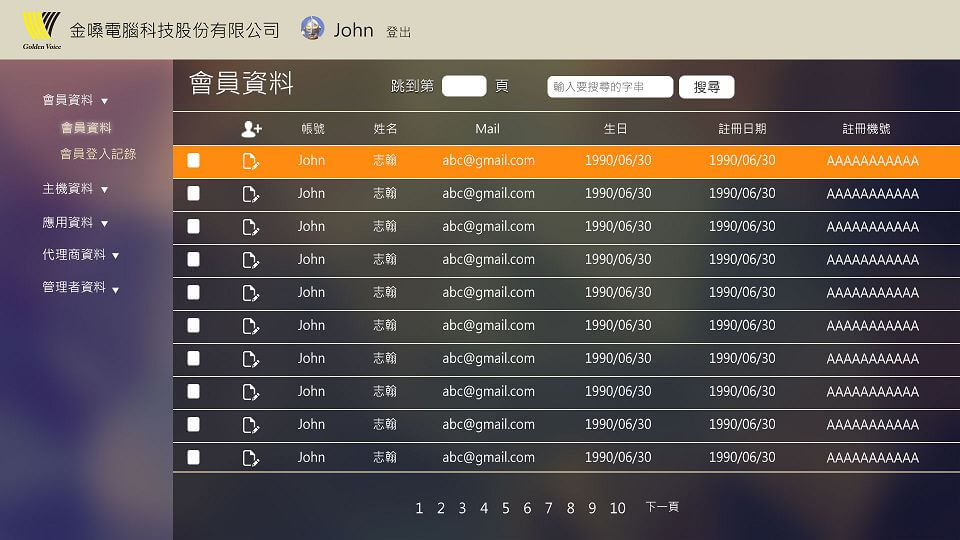 Golden Voice
金嗓電腦科技股份有限公司 John 登出
會員資料
會員資料
會員登入記錄
主機資料
應用資料
代理商資料
管理者資料
會員資料 跳到第 頁 輸入要搜尋的字串 搜尋
帳號 姓名 Mail 生日 註冊日期 註冊機號
John 志翰 abc@gmail.com 1990/06/30 1990/06/30 AAAAAAAAAAA
John 志翰 abc@gmail.com 1990/06/30 1990/06/30 AAAAAAAAAAA
John 志翰 abc@gmail.com 1990/06/30 1990/06/30 AAAAAAAAAAA
John 志翰 abc@gmail.com 1990/06/30 1990/06/30 AAAAAAAAAAA
John 志翰 abc@gmail.com 1990/06/30 1990/06/30 AAAAAAAAAAA
John 志翰 abc@gmail.com 1990/06/30 1990/06/30 AAAAAAAAAAA
John 志翰 abc@gmail.com 1990/06/30 1990/06/30 AAAAAAAAAAA
John 志翰 abc@gmail.com 1990/06/30 1990/06/30 AAAAAAAAAAA
John 志翰 abc@gmail.com 1990/06/30 1990/06/30 AAAAAAAAAAA
John 志翰 abc@gmail.com 1990/06/30 1990/06/30 AAAAAAAAAAA
1 2 3 4 5 6 7 8 9 10 下一頁